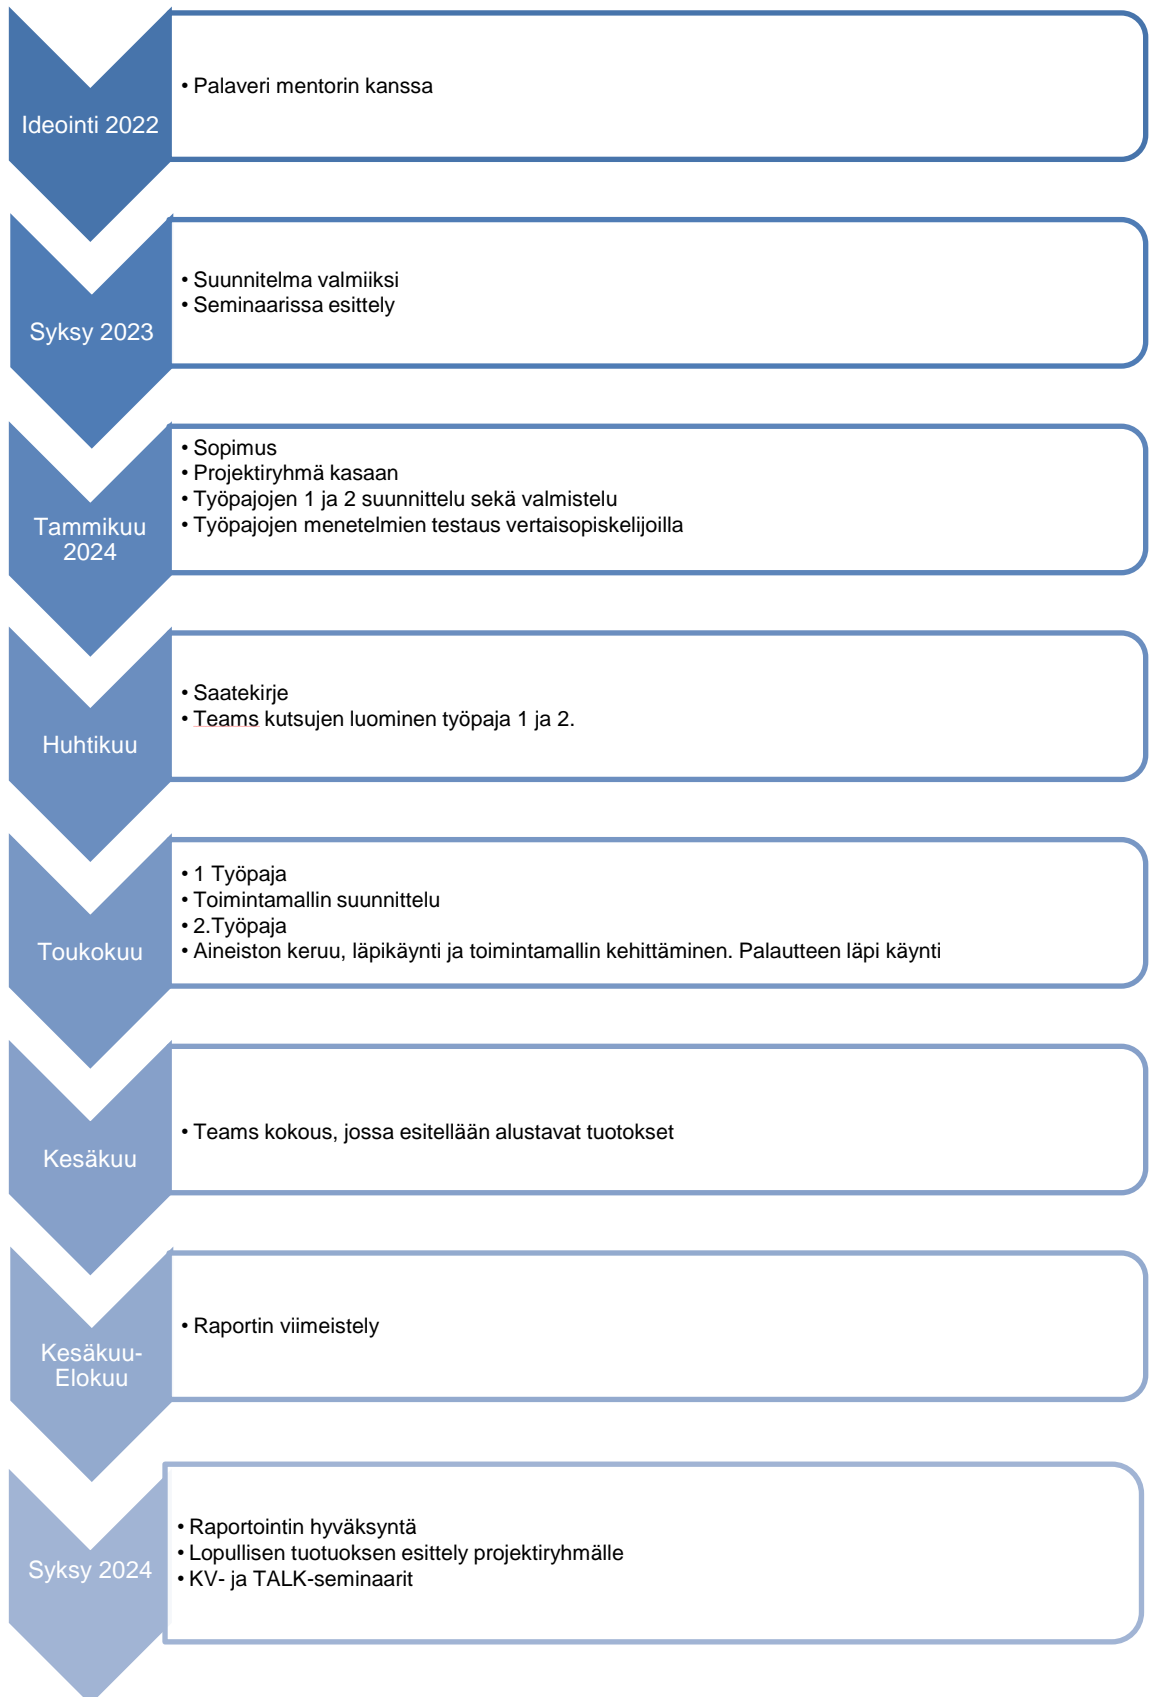 Ideointi 2022
• Palaveri mentorin kanssa
Syksy 2023
• Suunnitelma valmiiksi
• Seminaarissa esittely
Tammikuu
2024
• Sopimus
• Projektiryhmä kasaan
• Työpajojen 1 ja 2 suunnittelu sekä valmistelu
• Työpajojen menetelmien testaus vertaisopiskelijoilla
Huhtikuu
• Saatekirje
• Teams kutsujen luominen työpaja 1 ja 2.
Toukokuu
• 1 Työpaja
• Toimintamallin suunnittelu
• 2.Työpaja
• Aineiston keruu, läpikäynti ja toimintamallin kehittäminen. Palautteen läpi käynti
Kesäkuu
• Teams kokous, jossa esitellään alustavat tuotokset
Kesäkuu-
Elokuu
• Raportin viimeistely
Syksy 2024
• Raportointin hyväksyntä
• Lopullisen tuotuoksen esittely projektiryhmälle
• KV- ja TALK-seminaarit